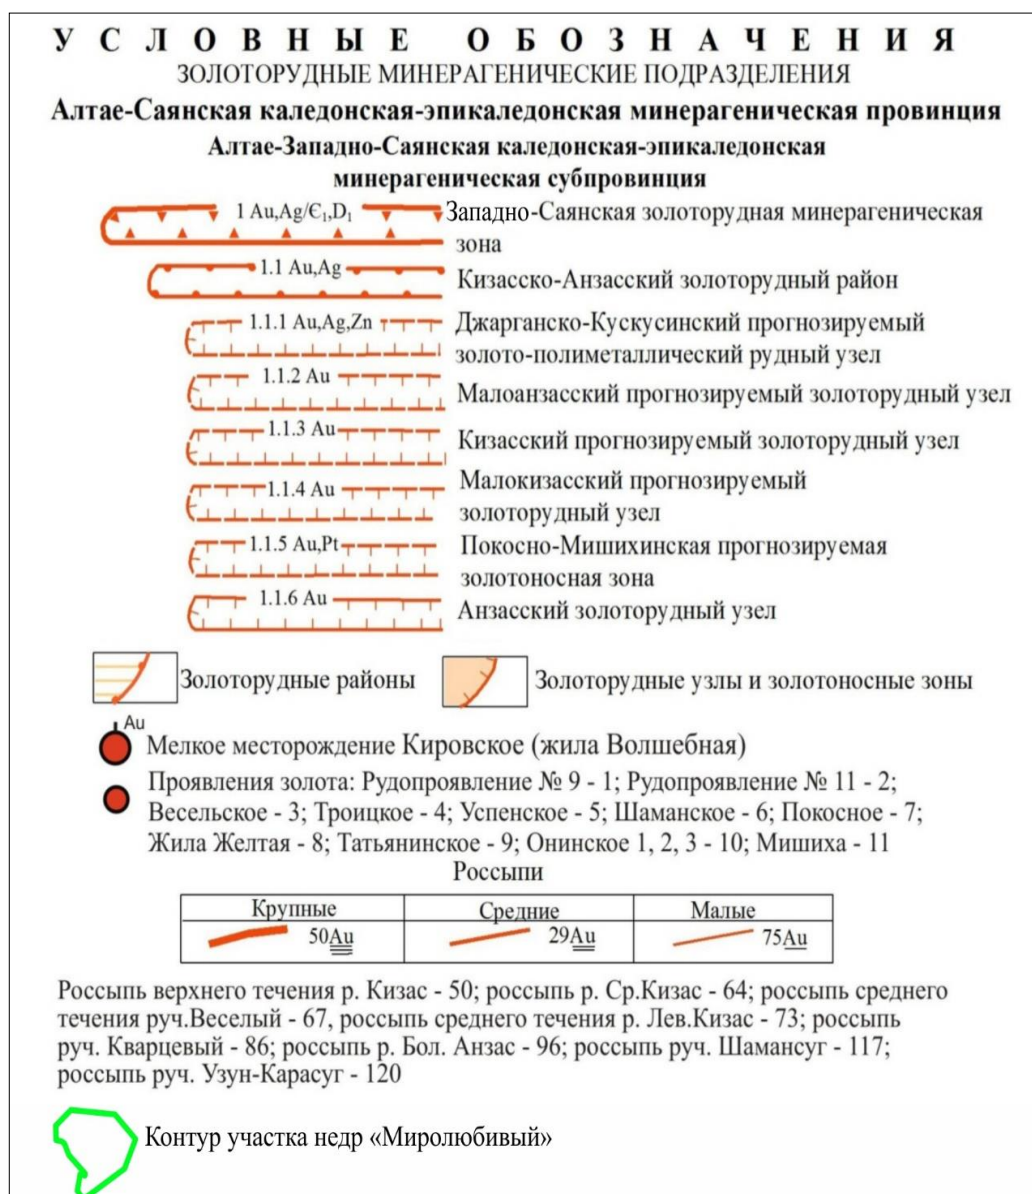 УСЛОВНЫЕ ОБОЗНАЧЕНИЯ
ЗОЛОТОРУДНЫЕ МИНЕРАГЕНИЧЕСКИЕ ПОДРАЗДЕЛЕНИЯ
Алтае-Саянская каледонская-эпикаледонская минерагеническая провинция
Алтае-Западно-Саянская каледонская-эпикаледонская
минерагеническая субпровинция
1 Au,Ag/Є₁,D₁ Западно-Саянская золоторудная минерагеническая
зона
1.1 Au,Ag Кизасско-Анзасский золоторудный район
1.1.1 Au,Ag,Zn Джарганско-Кускусинский прогнозируемый
золото-полиметаллический рудный узел
1.1.2 Au Малоанзасский прогнозируемый золоторудный узел
1.1.3 Au Кизасский прогнозируемый золоторудный узел
1.1.4 Au Малокизасский прогнозируемый
золоторудный узел
1.1.5 Au,Pt Покосно-Мишихинская прогнозируемая
золотоносная зона
1.1.6 Au Анзасский золоторудный узел
Золоторудные районы Золоторудные узлы и золотоносные зоны
Au
Мелкое месторождение Кировское (жила Волшебная)
Проявления золота: Рудопроявление № 9 - 1; Рудопроявление № 11 - 2;
Весельское - 3; Троицкое - 4; Успенское - 5; Шаманское - 6; Покосное - 7;
Жила Желтая - 8; Татьянинское - 9; Онинское 1, 2, 3 - 10; Мишиха - 11
Россыпи
Крупные Средние Малые
50Au 29Au 75Au
Россыпь верхнего течения р. Кизас - 50; россыпь р. Ср.Кизас - 64; россыпь среднего
течения руч.Веселый - 67, россыпь среднего течения р. Лев.Кизас - 73; россыпь
руч. Кварцевый - 86; россыпь р. Бол. Анзас - 96; россыпь руч. Шамансуг - 117;
россыпь руч. Узун-Карасуг - 120
Контур участка недр «Миролюбивый»